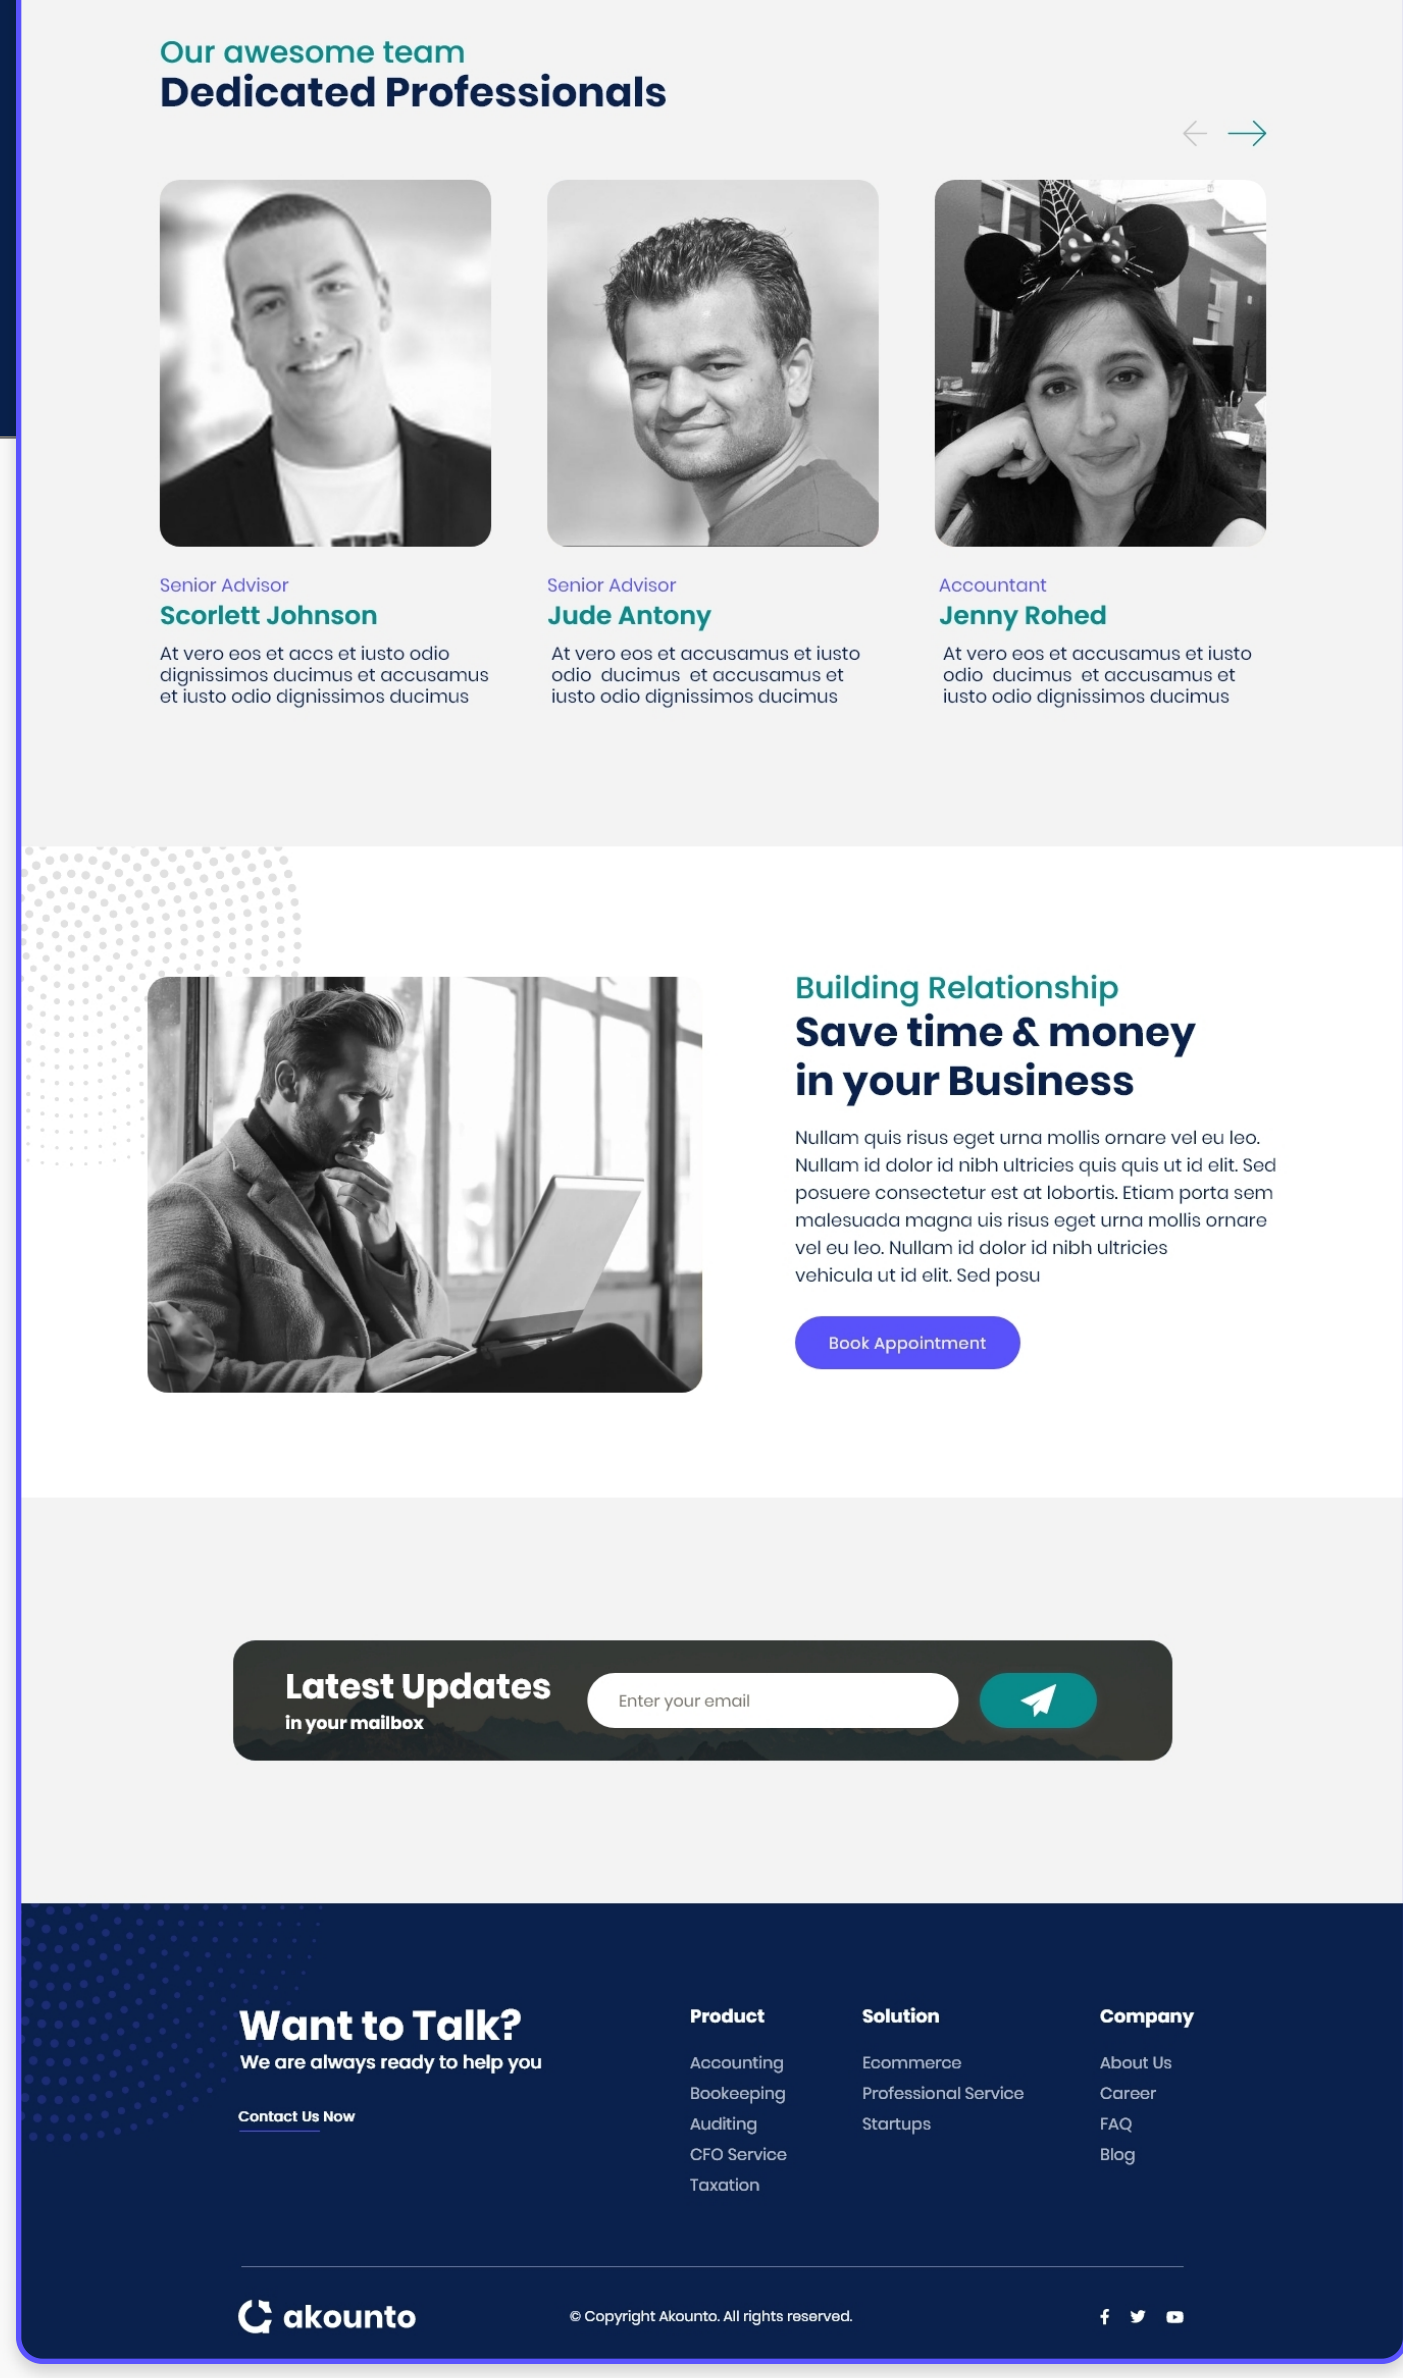 Our awesome team
Dedicated Professionals
Senior Advisor
Scorlett Johnson
At vero eos et accs et iusto odio
dignissimos ducimus et accusamus
et iusto odio dignissimos ducimus
Senior Advisor
Jude Antony
At vero eos et accusamus et iusto
odio ducimus et accusamus et
iusto odio dignissimos ducimus
Accountant
Jenny Rohed
At vero eos et accusamus et iusto
odio ducimus et accusamus et
iusto odio dignissimos ducimus
Building Relationship
Save time & money
in your Business
Nullam quis risus eget urna mollis ornare vel eu leo.
Nullam id dolor id nibh ultricies quis quis ut id elit. Sed
posuere consectetur est at lobortis. Etiam porta sem
malesuada magna uis risus eget urna mollis ornare
vel eu leo. Nullam id dolor id nibh ultricies
vehicula ut id elit. Sed posu
Book Appointment
Latest Updates
in your mailbox
Enter your email
Want to Talk?
We are always ready to help you
Contact Us Now
Product
Accounting
Bookeeping
Auditing
CFO Service
Taxation
Solution
Ecommerce
Professional Service
Startups
Company
About Us
Career
FAQ
Blog
akounto
© Copyright Akounto. All rights reserved.